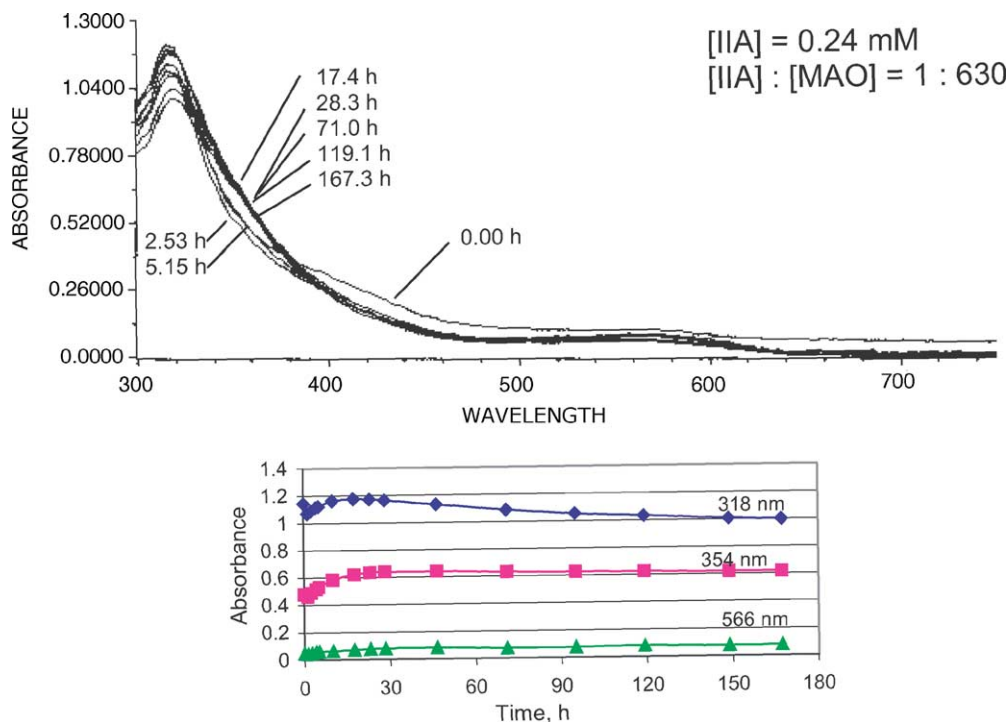 1.3000
1.0400
0.78000
0.52000
0.26000
0.0000
ABSORBANCE
300
400
500
600
700
WAVELENGTH
[IIA] = 0.24 mM
[IIA] : [MAO] = 1 : 630
17.4 h
28.3 h
71.0 h
119.1 h
167.3 h
2.53 h
5.15 h
0.00 h
1.4
1.2
1
0.8
0.6
0.4
0.2
0
Absorbance
318 nm
354 nm
566 nm
0
30
60
90
120
150
180
Time, h